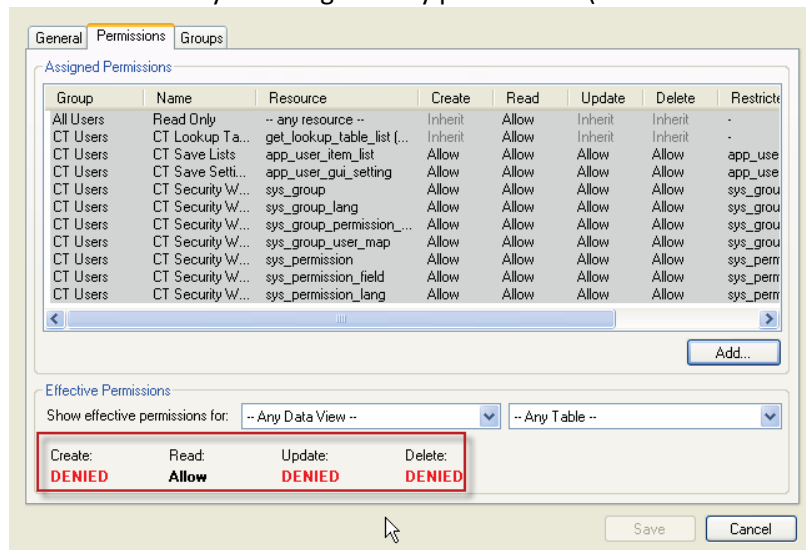 General Permissions Groups
Assigned Permissions
Group Name Resource Create Read Update Delete Restricte
All Users Read Only -- any resource -- Inherit Allow Inherit Inherit -
CT Users CT Lookup Ta... get_lookup_table_list (... Inherit Allow Inherit Inherit -
CT Users CT Save Lists app_user_item_list Allow Allow Allow Allow app_use
CT Users CT Save Setti... app_user_gui_setting Allow Allow Allow Allow app_use
CT Users CT Security W... sys_group Allow Allow Allow Allow sys_grou
CT Users CT Security W... sys_group_lang Allow Allow Allow Allow sys_grou
CT Users CT Security W... sys_group_permission_... Allow Allow Allow Allow sys_grou
CT Users CT Security W... sys_group_user_map Allow Allow Allow Allow sys_grou
CT Users CT Security W... sys_permission Allow Allow Allow Allow sys_perm
CT Users CT Security W... sys_permission_field Allow Allow Allow Allow sys_perm
CT Users CT Security W... sys_permission_lang Allow Allow Allow Allow sys_perm
Add...
Effective Permissions
Show effective permissions for: -- Any Data View -- -- Any Table --
Create: Read: Update: Delete:
DENIED Allow DENIED DENIED
Save Cancel